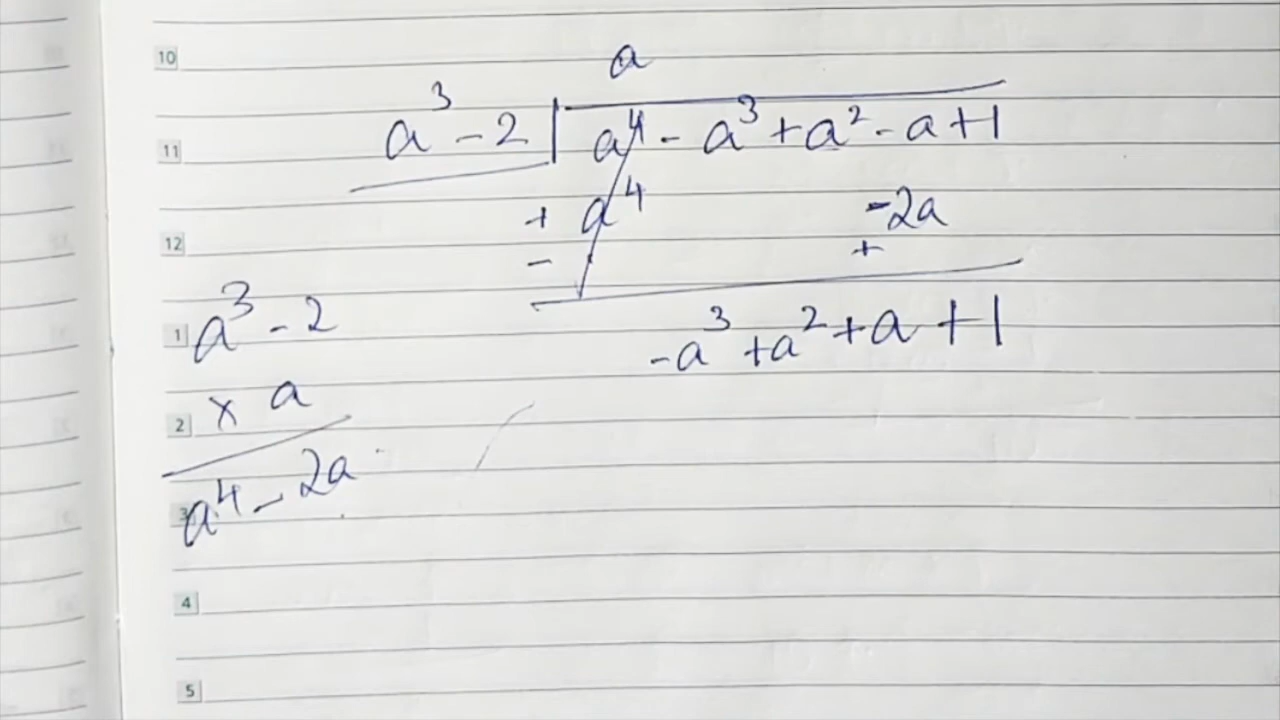 10
a
a³ - 2 | a⁴ - a³ + a² - a + 1
11
+ a⁴ - 2a
- +
12
- a³ + a² + a + 1
1 a³ - 2
2 x a
3 a⁴ - 2a
4
5